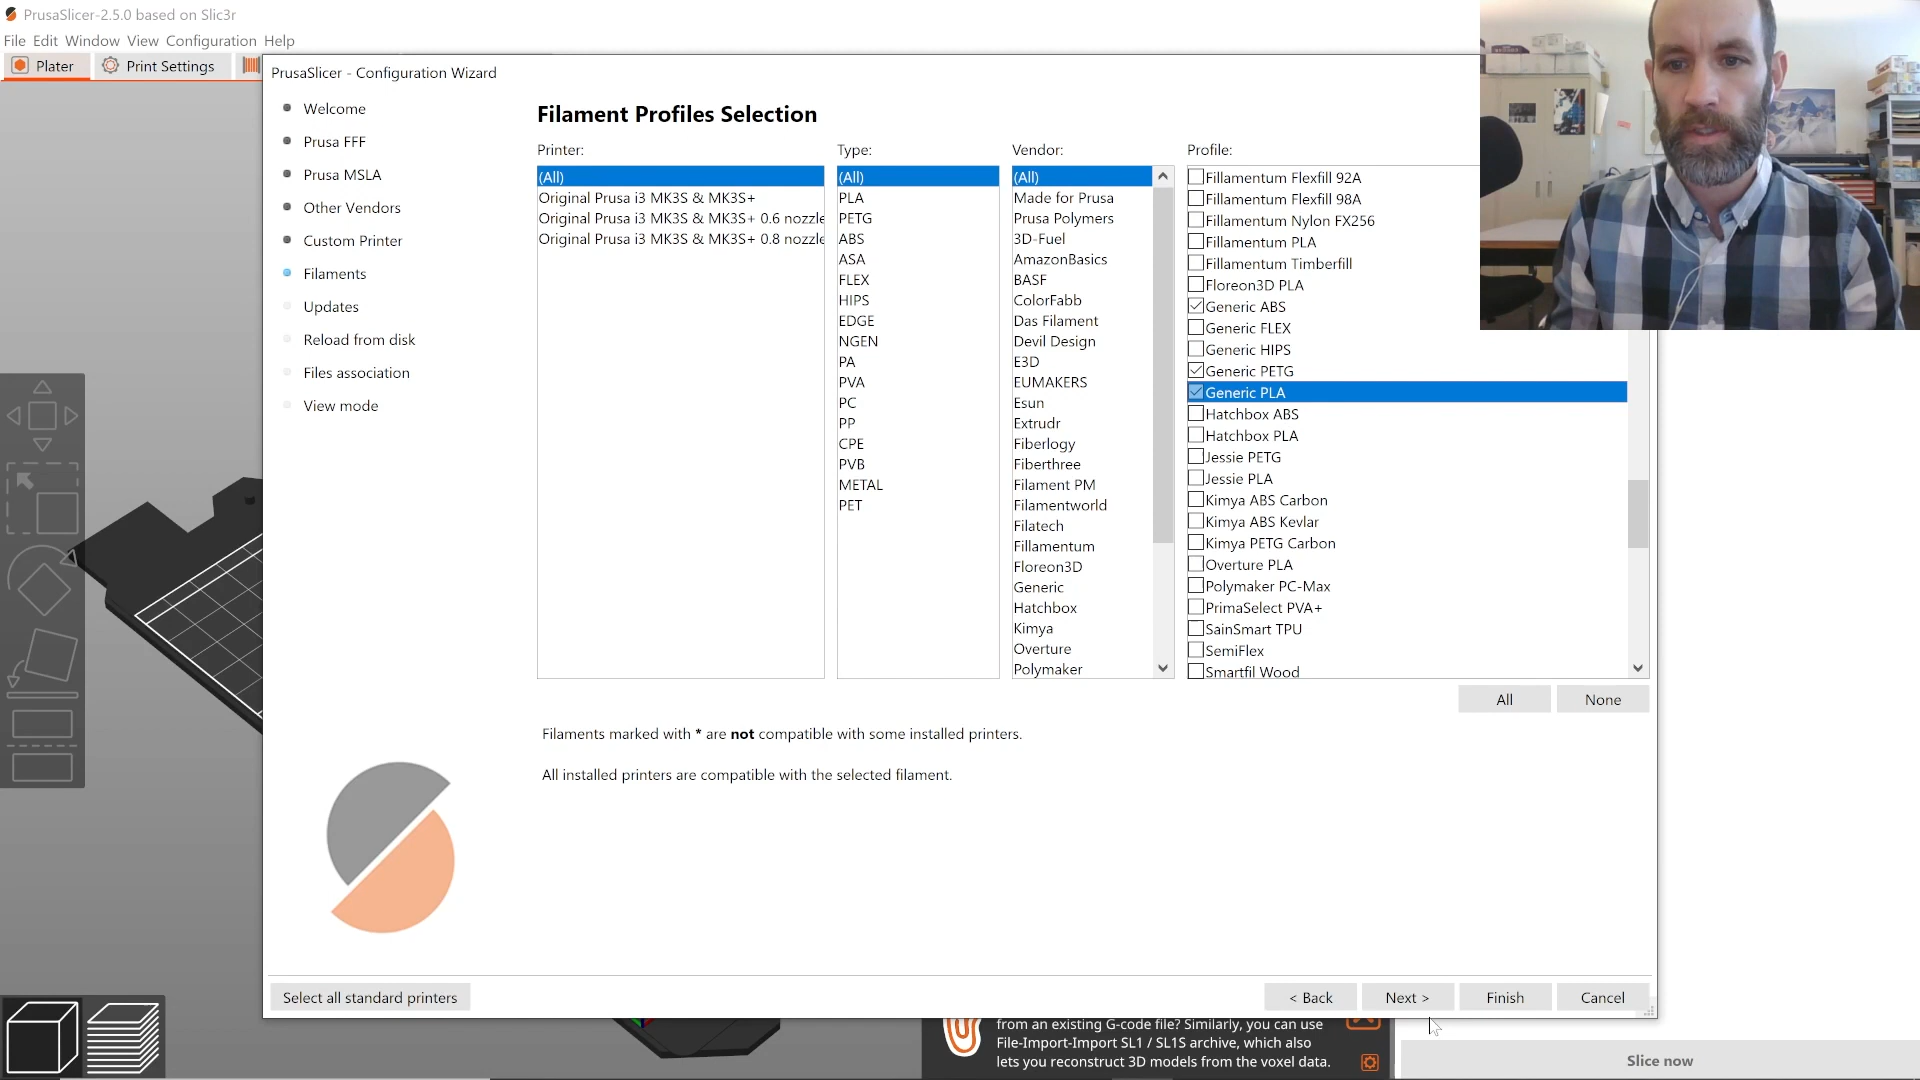 PrusaSlicer-2.5.0 based on Slic3r
File Edit Window View Configuration Help
Plater
Print Settings
PrusaSlicer - Configuration Wizard
Welcome
Prusa FFF
Prusa MSLA
Other Vendors
Custom Printer
Filaments
Updates
Reload from disk
Files association
View mode
Filament Profiles Selection
Printer:
(All)
Original Prusa i3 MK3S & MK3S+
Original Prusa i3 MK3S & MK3S+ 0.6 nozzle
Original Prusa i3 MK3S & MK3S+ 0.8 nozzle
Type:
(All)
PLA
PETG
ABS
ASA
FLEX
HIPS
EDGE
NGEN
PA
PVA
PC
PP
CPE
PVB
METAL
PET
Vendor:
(All)
Made for Prusa
Prusa Polymers
3D-Fuel
AmazonBasics
BASF
ColorFabb
Das Filament
Devil Design
E3D
EUMAKERS
Esun
Extrudr
Fiberlogy
Fiberthree
Filament PM
Filamentworld
Filatech
Fillamentum
Floreon3D
Generic
Hatchbox
Kimya
Overture
Polymaker
Profile:
Fillamentum Flexfill 92A
Fillamentum Flexfill 98A
Fillamentum Nylon FX256
Fillamentum PLA
Fillamentum Timberfill
Floreon3D PLA
Generic ABS
Generic FLEX
Generic HIPS
Generic PETG
Generic PLA
Hatchbox ABS
Hatchbox PLA
Jessie PETG
Jessie PLA
Kimya ABS Carbon
Kimya ABS Kevlar
Kimya PETG Carbon
Overture PLA
Polymaker PC-Max
PrimaSelect PVA+
SainSmart TPU
SemiFlex
Smartfil Wood
All
None
Filaments marked with * are not compatible with some installed printers.
All installed printers are compatible with the selected filament.
Select all standard printers
< Back
Next >
Finish
Cancel
from an existing G-code file? Similarly, you can use
File-Import-Import SL1 / SL1S archive, which also
lets you reconstruct 3D models from the voxel data.
Slice now